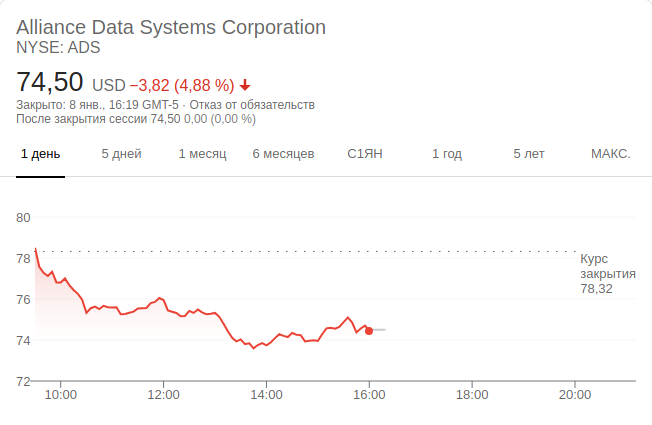 Alliance Data Systems Corporation
NYSE: ADS
74,50 USD −3,82 (4,88 %)
Закрыто: 8 янв., 16:19 GMT-5 · Отказ от обязательств
После закрытия сессии 74,50 0,00 (0,00 %)
1 день 5 дней 1 месяц 6 месяцев С1ЯН 1 год 5 лет МАКС.
80
78
76
74
72
Курс
закрытия
78,32
10:00 12:00 14:00 16:00 18:00 20:00